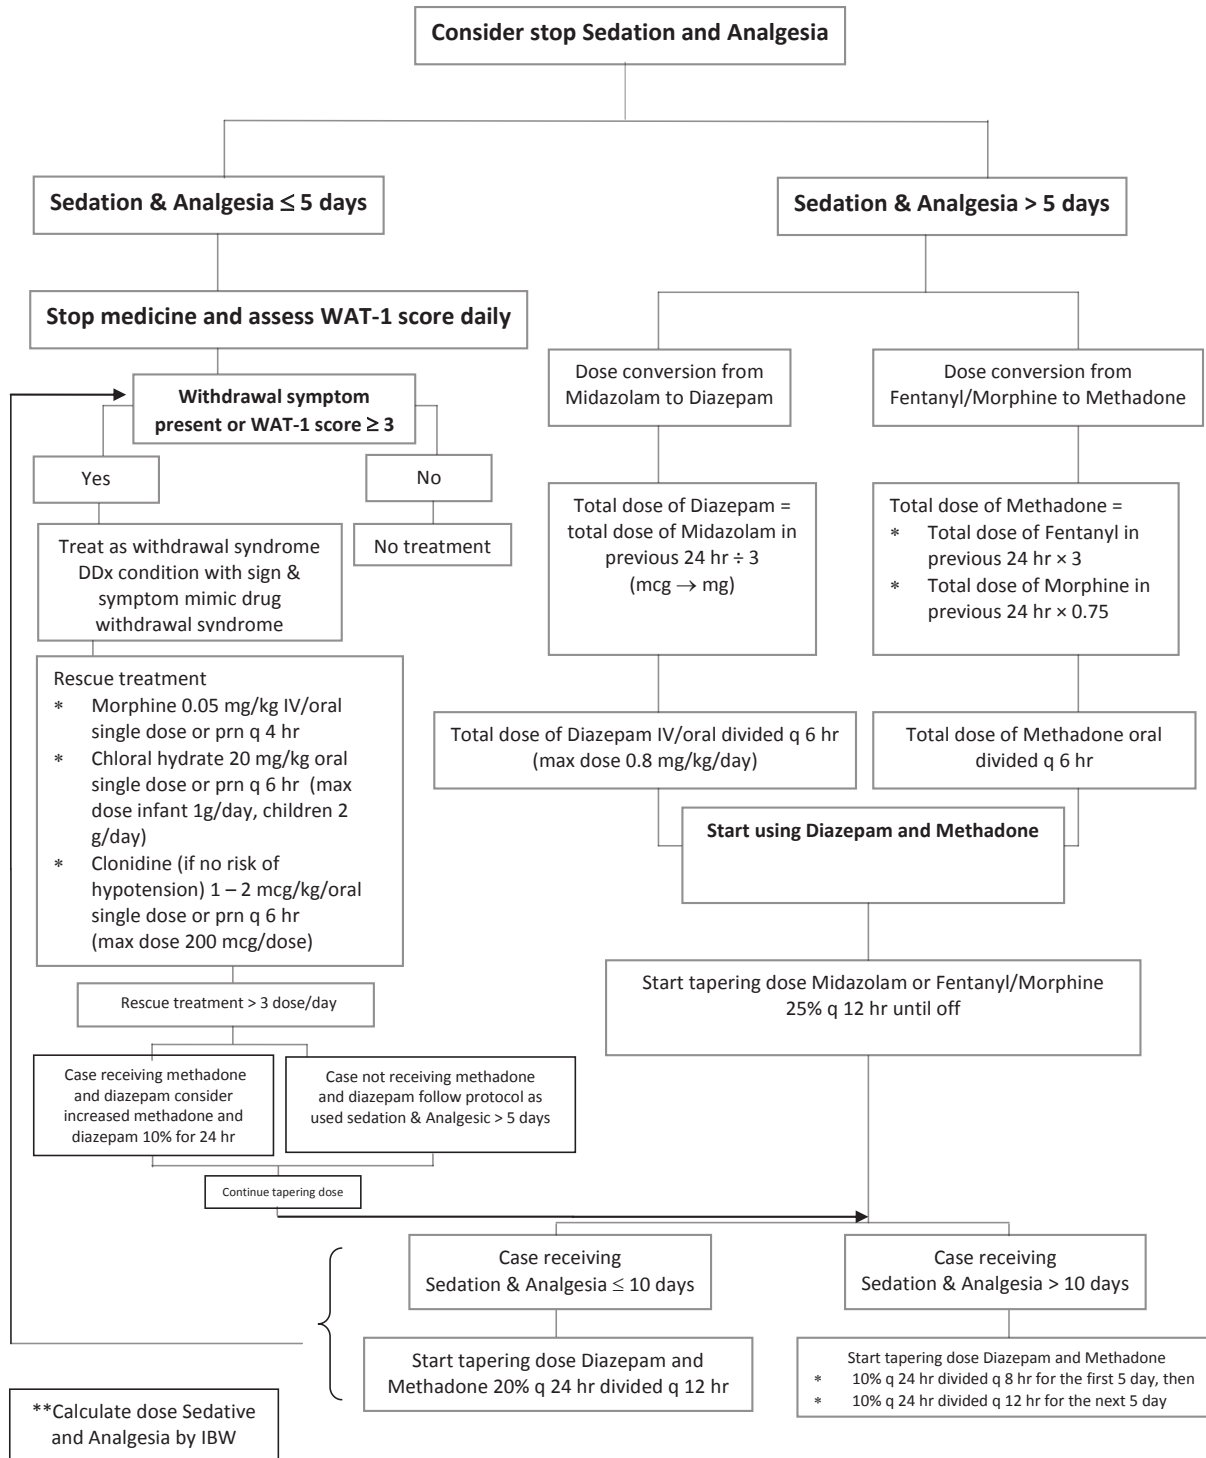 Consider stop Sedation and Analgesia
Sedation & Analgesia ≤ 5 days
Sedation & Analgesia > 5 days
Stop medicine and assess WAT-1 score daily
Withdrawal symptom
present or WAT-1 score ≥ 3
Yes
No
Treat as withdrawal syndrome
DDx condition with sign &
symptom mimic drug
withdrawal syndrome
No treatment
Rescue treatment
* Morphine 0.05 mg/kg IV/oral
single dose or prn q 4 hr
* Chloral hydrate 20 mg/kg oral
single dose or prn q 6 hr (max
dose infant 1g/day, children 2
g/day)
* Clonidine (if no risk of
hypotension) 1 – 2 mcg/kg/oral
single dose or prn q 6 hr
(max dose 200 mcg/dose)
Rescue treatment > 3 dose/day
Case receiving methadone
and diazepam consider
increased methadone and
diazepam 10% for 24 hr
Case not receiving methadone
and diazepam follow protocol as
used sedation & Analgesic > 5 days
Continue tapering dose
Dose conversion from
Midazolam to Diazepam
Dose conversion from
Fentanyl/Morphine to Methadone
Total dose of Diazepam =
total dose of Midazolam in
previous 24 hr ÷ 3
(mcg → mg)
Total dose of Methadone =
* Total dose of Fentanyl in
previous 24 hr × 3
* Total dose of Morphine in
previous 24 hr × 0.75
Total dose of Diazepam IV/oral divided q 6 hr
(max dose 0.8 mg/kg/day)
Total dose of Methadone oral
divided q 6 hr
Start using Diazepam and Methadone
Start tapering dose Midazolam or Fentanyl/Morphine
25% q 12 hr until off
Case receiving
Sedation & Analgesia ≤ 10 days
Case receiving
Sedation & Analgesia > 10 days
Start tapering dose Diazepam and
Methadone 20% q 24 hr divided q 12 hr
Start tapering dose Diazepam and Methadone
* 10% q 24 hr divided q 8 hr for the first 5 day, then
* 10% q 24 hr divided q 12 hr for the next 5 day
**Calculate dose Sedative
and Analgesia by IBW